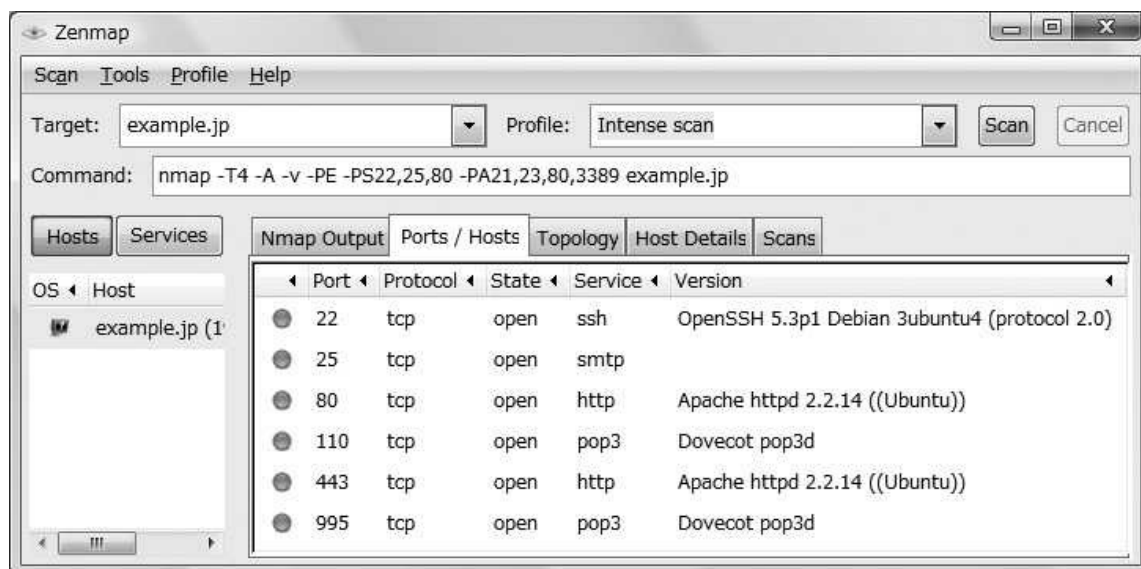 Zenmap
Scan Tools Profile Help
Target: example.jp Profile: Intense scan Scan Cancel
Command: nmap -T4 -A -v -PE -PS22,25,80 -PA21,23,80,3389 example.jp
Hosts Services Nmap Output Ports / Hosts Topology Host Details Scans
OS Host Port Protocol State Service Version
example.jp (1
22 tcp open ssh OpenSSH 5.3p1 Debian 3ubuntu4 (protocol 2.0)
25 tcp open smtp
80 tcp open http Apache httpd 2.2.14 ((Ubuntu))
110 tcp open pop3 Dovecot pop3d
443 tcp open http Apache httpd 2.2.14 ((Ubuntu))
995 tcp open pop3 Dovecot pop3d